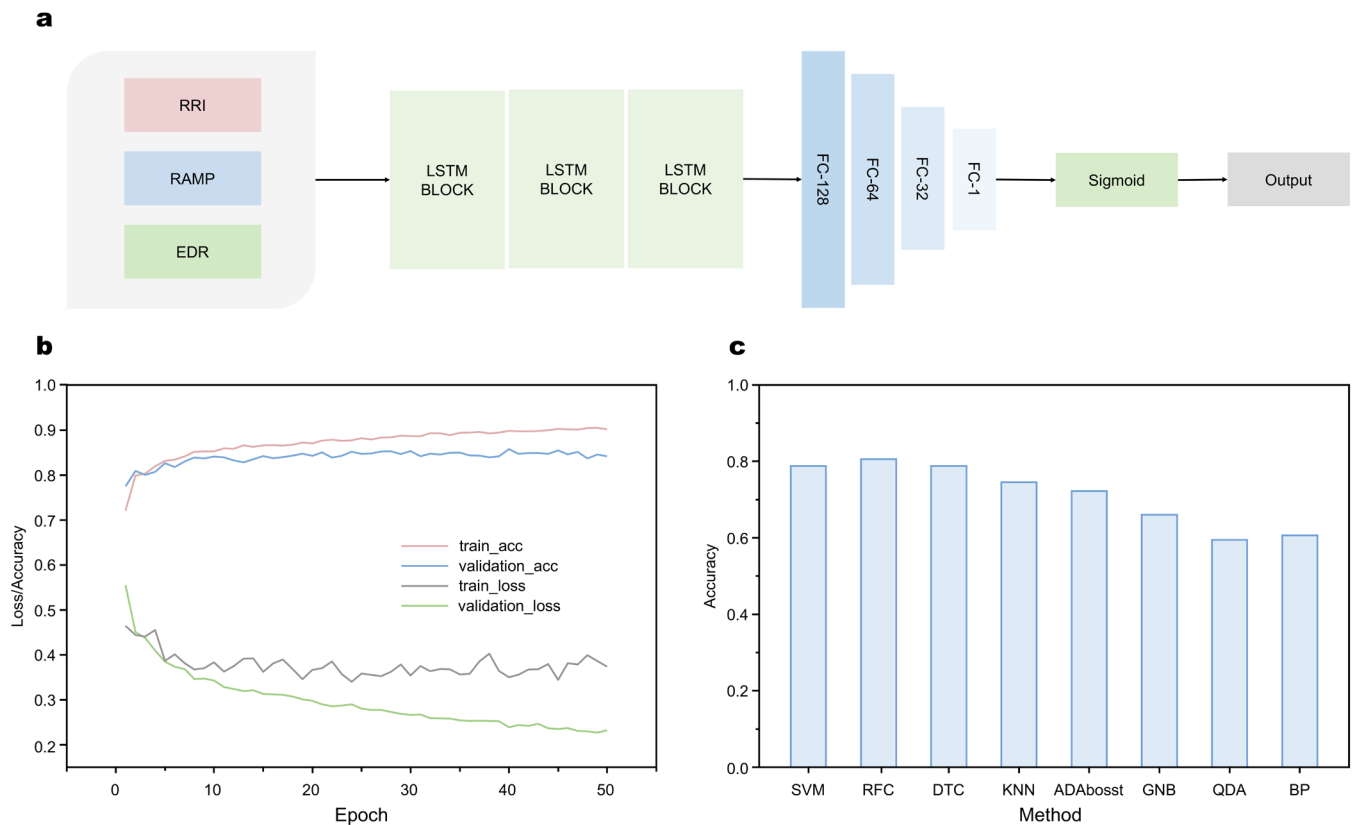 a
RRI
RAMP
EDR
LSTM
BLOCK
LSTM
BLOCK
LSTM
BLOCK
FC-128
FC-64
FC-32
FC-1
Sigmoid
Output
b
Loss/Accuracy
1.0
0.9
0.8
0.7
0.6
0.5
0.4
0.3
0.2
train_acc
validation_acc
train_loss
validation_loss
0 10 20 30 40 50
Epoch
c
Accuracy
1.0
0.8
0.6
0.4
0.2
0.0
SVM RFC DTC KNN ADAbosst GNB QDA BP
Method